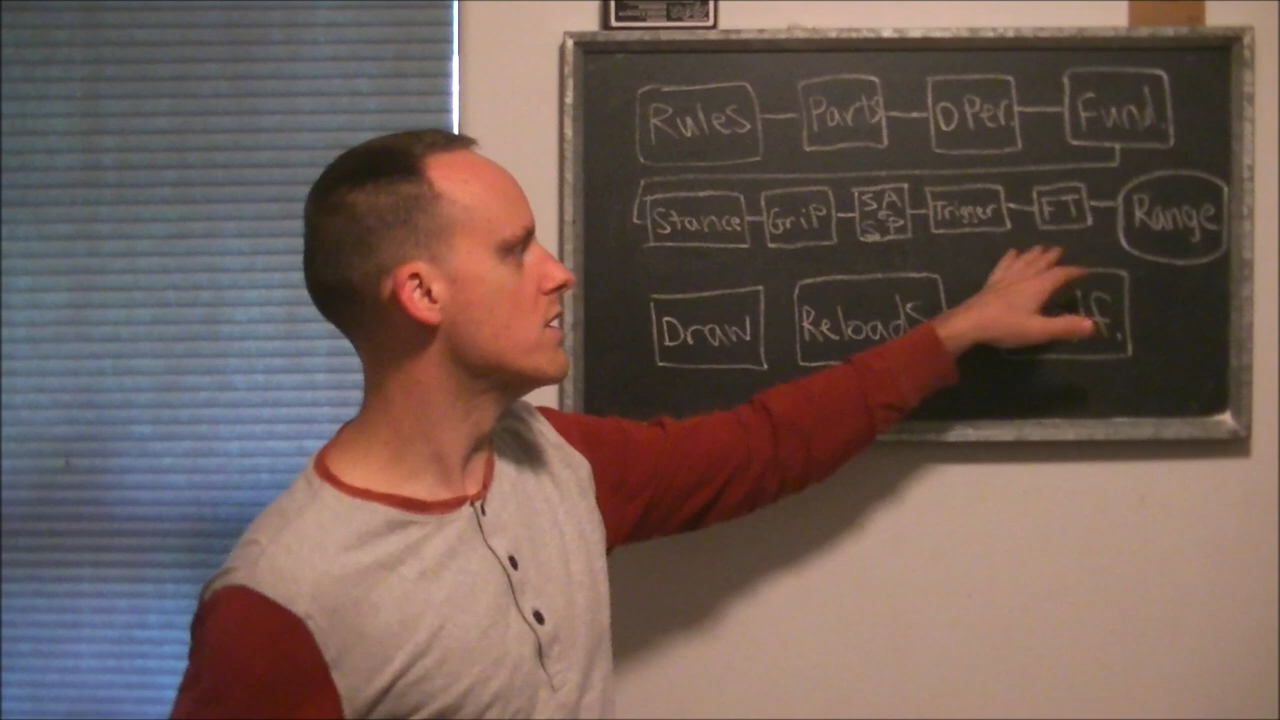 Rules Parts Oper. Fund.
Stance Grip SA & SP Trigger FT Range
Draw Reloads